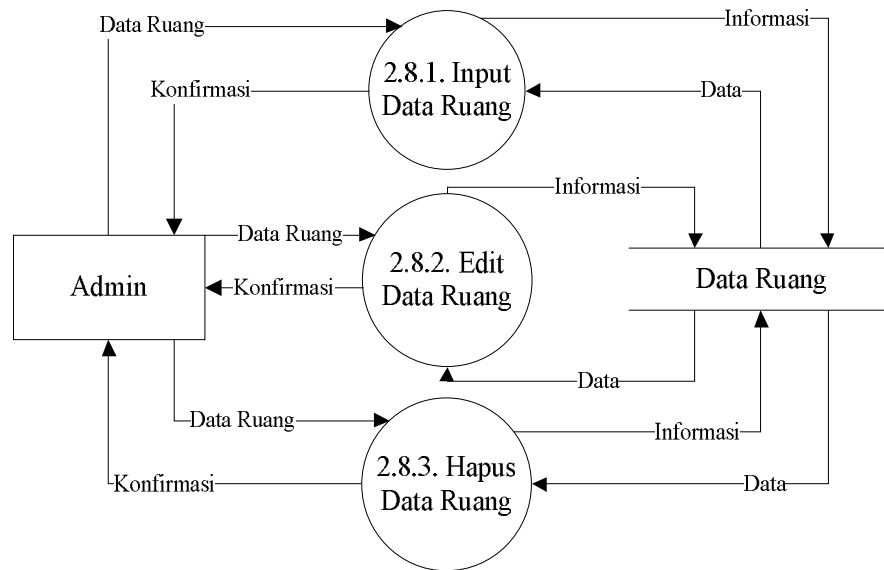 Data Ruang
Informasi
2.8.1. Input
Data Ruang
Konfirmasi
Data
Informasi
Data Ruang
2.8.2. Edit
Data Ruang
Admin
Konfirmasi
Data Ruang
Data
Data Ruang
Informasi
2.8.3. Hapus
Data Ruang
Konfirmasi
Data